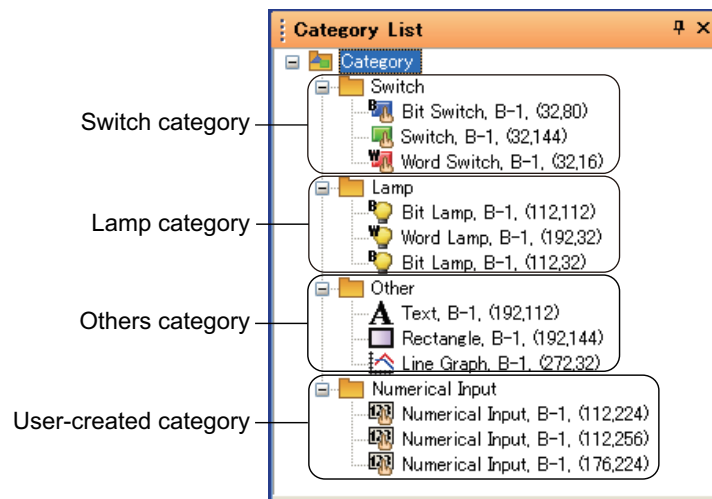 Category List
Category
Switch
Bit Switch, B-1, (32,80)
Switch category
Switch, B-1, (32,144)
Word Switch, B-1, (32,16)
Lamp
Bit Lamp, B-1, (112,112)
Lamp category
Word Lamp, B-1, (192,32)
Bit Lamp, B-1, (112,32)
Other
Text, B-1, (192,112)
Others category
Rectangle, B-1, (192,144)
Line Graph, B-1, (272,32)
Numerical Input
Numerical Input, B-1, (112,224)
User-created category
Numerical Input, B-1, (112,256)
Numerical Input, B-1, (176,224)